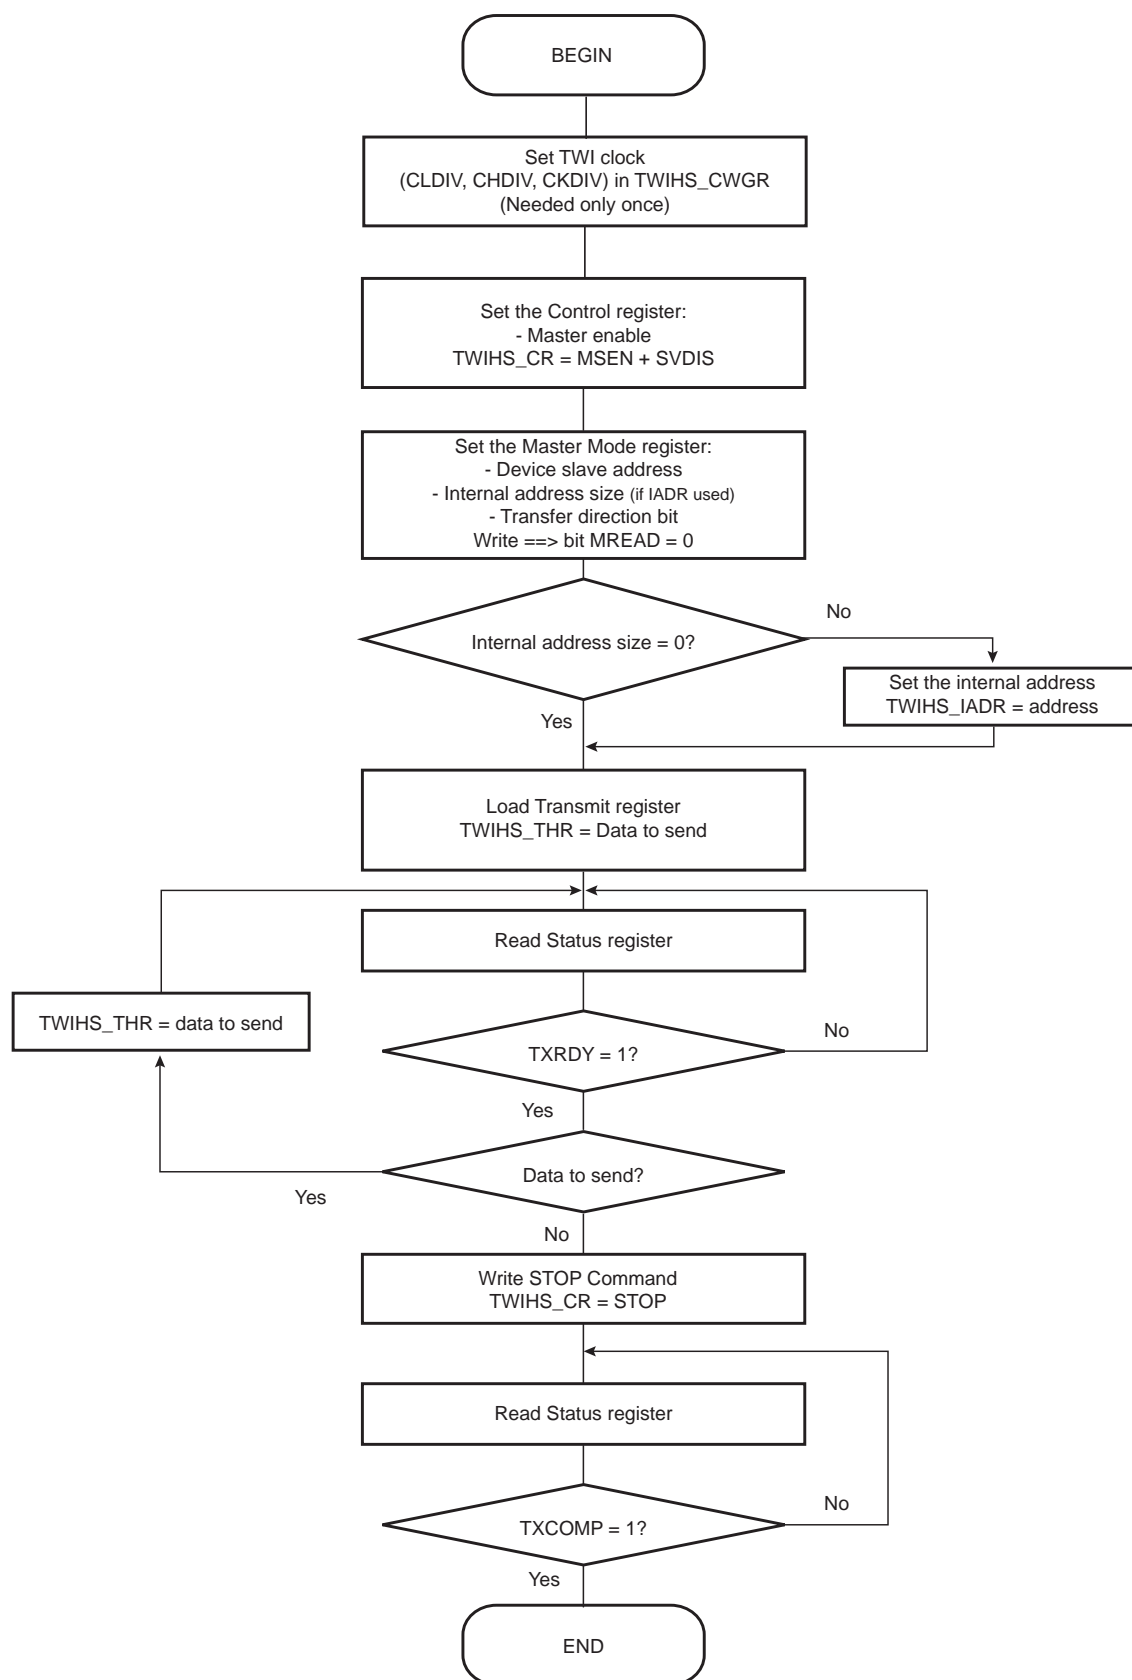 BEGIN
Set TWI clock
(CLDIV, CHDIV, CKDIV) in TWIHS_CWGR
(Needed only once)
Set the Control register:
- Master enable
TWIHS_CR = MSEN + SVDIS
Set the Master Mode register:
- Device slave address
- Internal address size (if IADR used)
- Transfer direction bit
Write ==> bit MREAD = 0
No
Internal address size = 0?
Set the internal address
TWIHS_IADR = address
Yes
Load Transmit register
TWIHS_THR = Data to send
Read Status register
TWIHS_THR = data to send
No
TXRDY = 1?
Yes
Data to send?
Yes
No
Write STOP Command
TWIHS_CR = STOP
Read Status register
No
TXCOMP = 1?
Yes
END